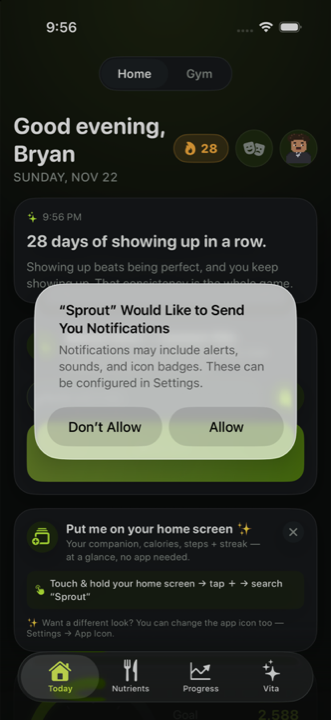 9:56
Home Gym
Good evening,
Bryan
28
SUNDAY, NOV 22
9:56 PM
28 days of showing up in a row.
Showing up beats being perfect, and you keep
showing up. That consistency is the whole game.
“Sprout” Would Like to Send
You Notifications
Notifications may include alerts,
sounds, and icon badges. These can
be configured in Settings.
Don’t Allow Allow
Put me on your home screen ✨
Your companion, calories, steps + streak —
at a glance, no app needed.
Touch & hold your home screen → tap + → search
“Sprout”
✨ Want a different look? You can change the app icon too —
Settings → App Icon.
Today Nutrients Progress Vita
Goal 2,588